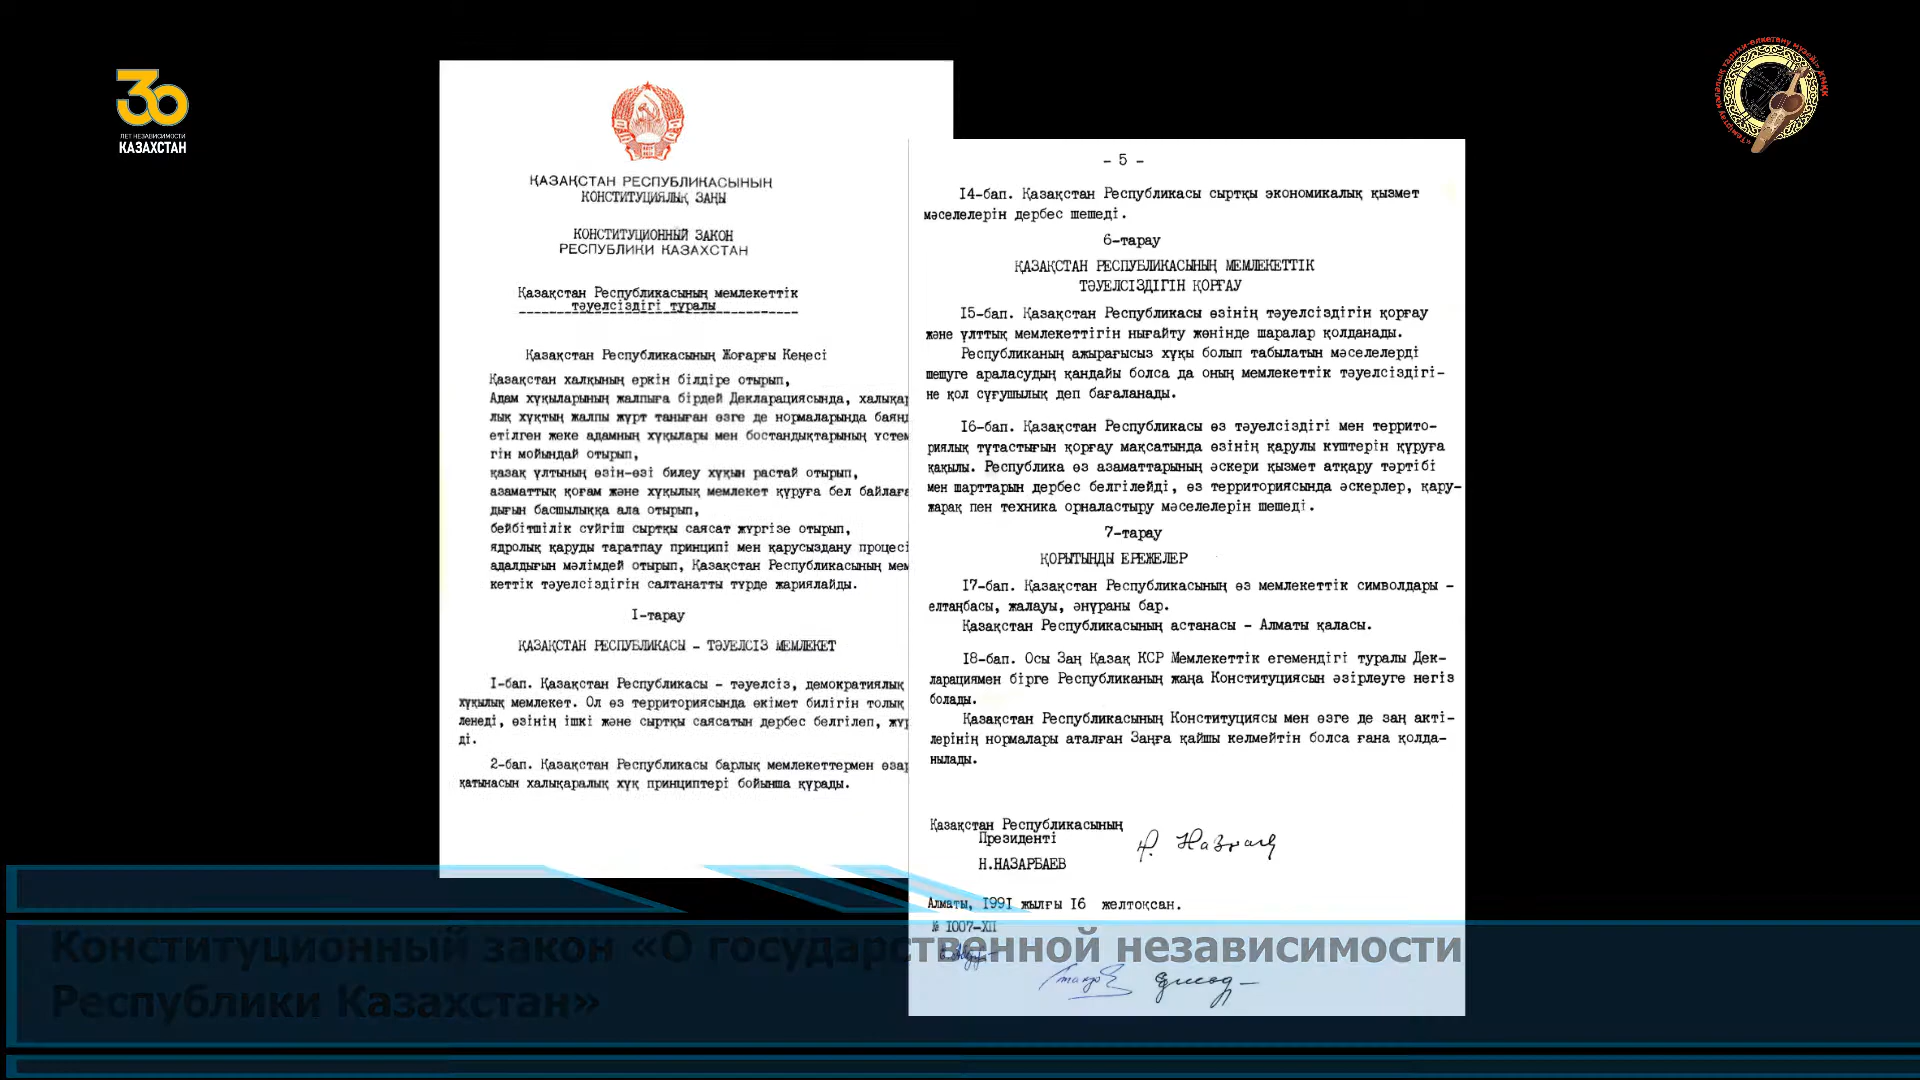 30
ЛЕТ НЕЗАВИСИМОСТИ
КАЗАХСТАН
ҚАЗАҚСТАН РЕСПУБЛИКАСЫНЫҢ
КОНСТИТУЦИЯЛЫҚ ЗАҢЫ
КОНСТИТУЦИОННЫЙ ЗАКОН
РЕСПУБЛИКИ КАЗАХСТАН
Қазақстан Республикасының мемлекеттік
тәуелсіздігі туралы
Қазақстан Республикасының Жоғарғы Кеңесі
Қазақстан халқының еркін білдіре отырып,
Адам хұқыларының жалпыға бірдей Декларациясында, халықар
лық хұқтың жалпы жұрт таныған өзге де нормаларында баянд
етілген жеке адамның хұқылары мен бостандықтарының үстем
гін мойындай отырып,
қазақ ұлтының өзін-өзі билеу хұқын растай отырып,
азаматтық қоғам және хұқылық мемлекет құруға бел байлаға
дығын басшылыққа ала отырып,
бейбітшілік сүйгіш сыртқы саясат жүргізе отырып,
ядролық қаруды таратпау принципі мен қарусыздану процесі
адалдығын мәлімдей отырып, Қазақстан Республикасының мем
кеттік тәуелсіздігін салтанатты түрде жариялайды.
I-тарау
ҚАЗАҚСТАН РЕСПУБЛИКАСЫ - ТӘУЕЛСІЗ МЕМЛЕКЕТ
I-бап. Қазақстан Республикасы - тәуелсіз, демократиялық
хұқылық мемлекет. Ол өз территориясында өкімет билігін толық
ленеді, өзінің ішкі және сыртқы саясатын дербес белгілеп, жүр
ді.
2-бап. Қазақстан Республикасы барлық мемлекеттермен өзар
қатынасын халықаралық хұқ принциптері бойынша құрады.
- 5 -
I4-бап. Қазақстан Республикасы сыртқы экономикалық қызмет
мәселелерін дербес шешеді.
6-тарау
ҚАЗАҚСТАН РЕСПУБЛИКАСЫНЫҢ МЕМЛЕКЕТТІК
ТӘУЕЛСІЗДІГІН ҚОРҒАУ
I5-бап. Қазақстан Республикасы өзінің тәуелсіздігін қорғау
және ұлттық мемлекеттігін нығайту жөнінде шаралар қолданады.
Республиканың ажырағысыз хұқы болып табылатын мәселелерді
шешуге араласудың қандайы болса да оның мемлекеттік тәуелсіздігі-
не қол сұғушылық деп бағаланады.
I6-бап. Қазақстан Республикасы өз тәуелсіздігі мен террито-
риялық тұтастығын қорғау мақсатында өзінің қарулы күштерін құруға
қақылы. Республика өз азаматтарының әскери қызмет атқару тәртібі
мен шарттарын дербес белгілейді, өз территориясында әскерлер, қару-
жарақ пен техника орналастыру мәселелерін шешеді.
7-тарау
ҚОРЫТЫНДЫ ЕРЕЖЕЛЕР
I7-бап. Қазақстан Республикасының өз мемлекеттік символдары -
елтаңбасы, жалауы, әнұраны бар.
Қазақстан Республикасының астанасы - Алматы қаласы.
I8-бап. Осы Заң Қазақ КСР Мемлекеттік егемендігі туралы Дек-
ларациямен бірге Республиканың жаңа Конституциясын әзірлеуге негіз
болады.
Қазақстан Республикасының Конституциясы мен өзге де заң акті-
лерінің нормалары аталған Заңға қайшы келмейтін болса ғана қолда-
нылады.
Қазақстан Республикасының
Президенті
Н.НАЗАРБАЕВ
Алматы, I99I жылғы I6 желтоқсан.
№ I007-XII
Конституционный закон «О государственной независимости
Республики Казахстан»